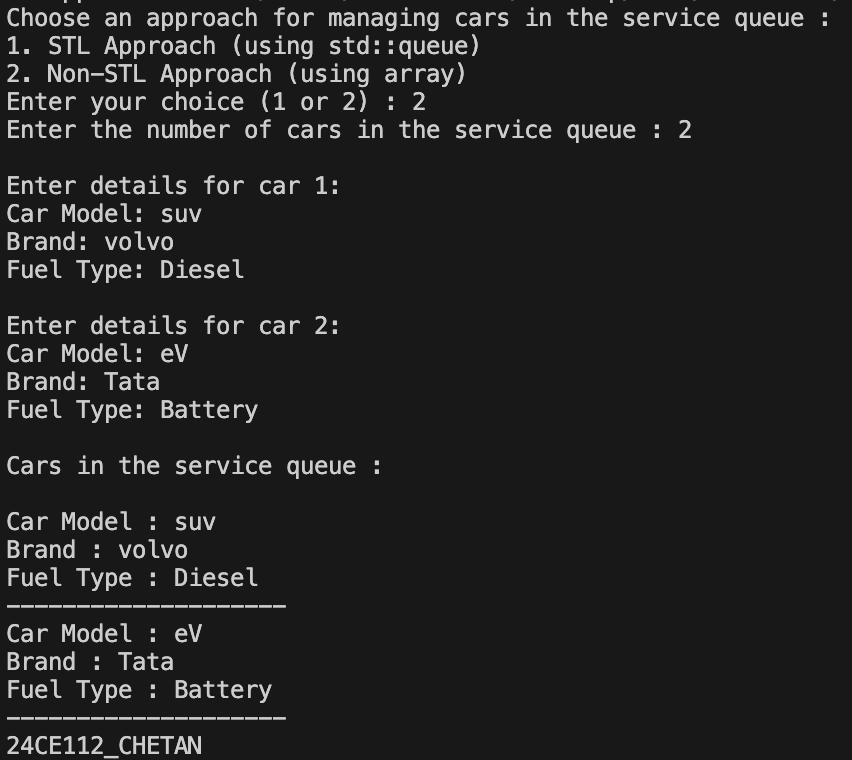 Choose an approach for managing cars in the service queue :
1. STL Approach (using std::queue)
2. Non-STL Approach (using array)
Enter your choice (1 or 2) : 2
Enter the number of cars in the service queue : 2
Enter details for car 1:
Car Model: suv
Brand: volvo
Fuel Type: Diesel
Enter details for car 2:
Car Model: eV
Brand: Tata
Fuel Type: Battery
Cars in the service queue :
Car Model : suv
Brand : volvo
Fuel Type : Diesel
--------------------
Car Model : eV
Brand : Tata
Fuel Type : Battery
--------------------
24CE112_CHETAN